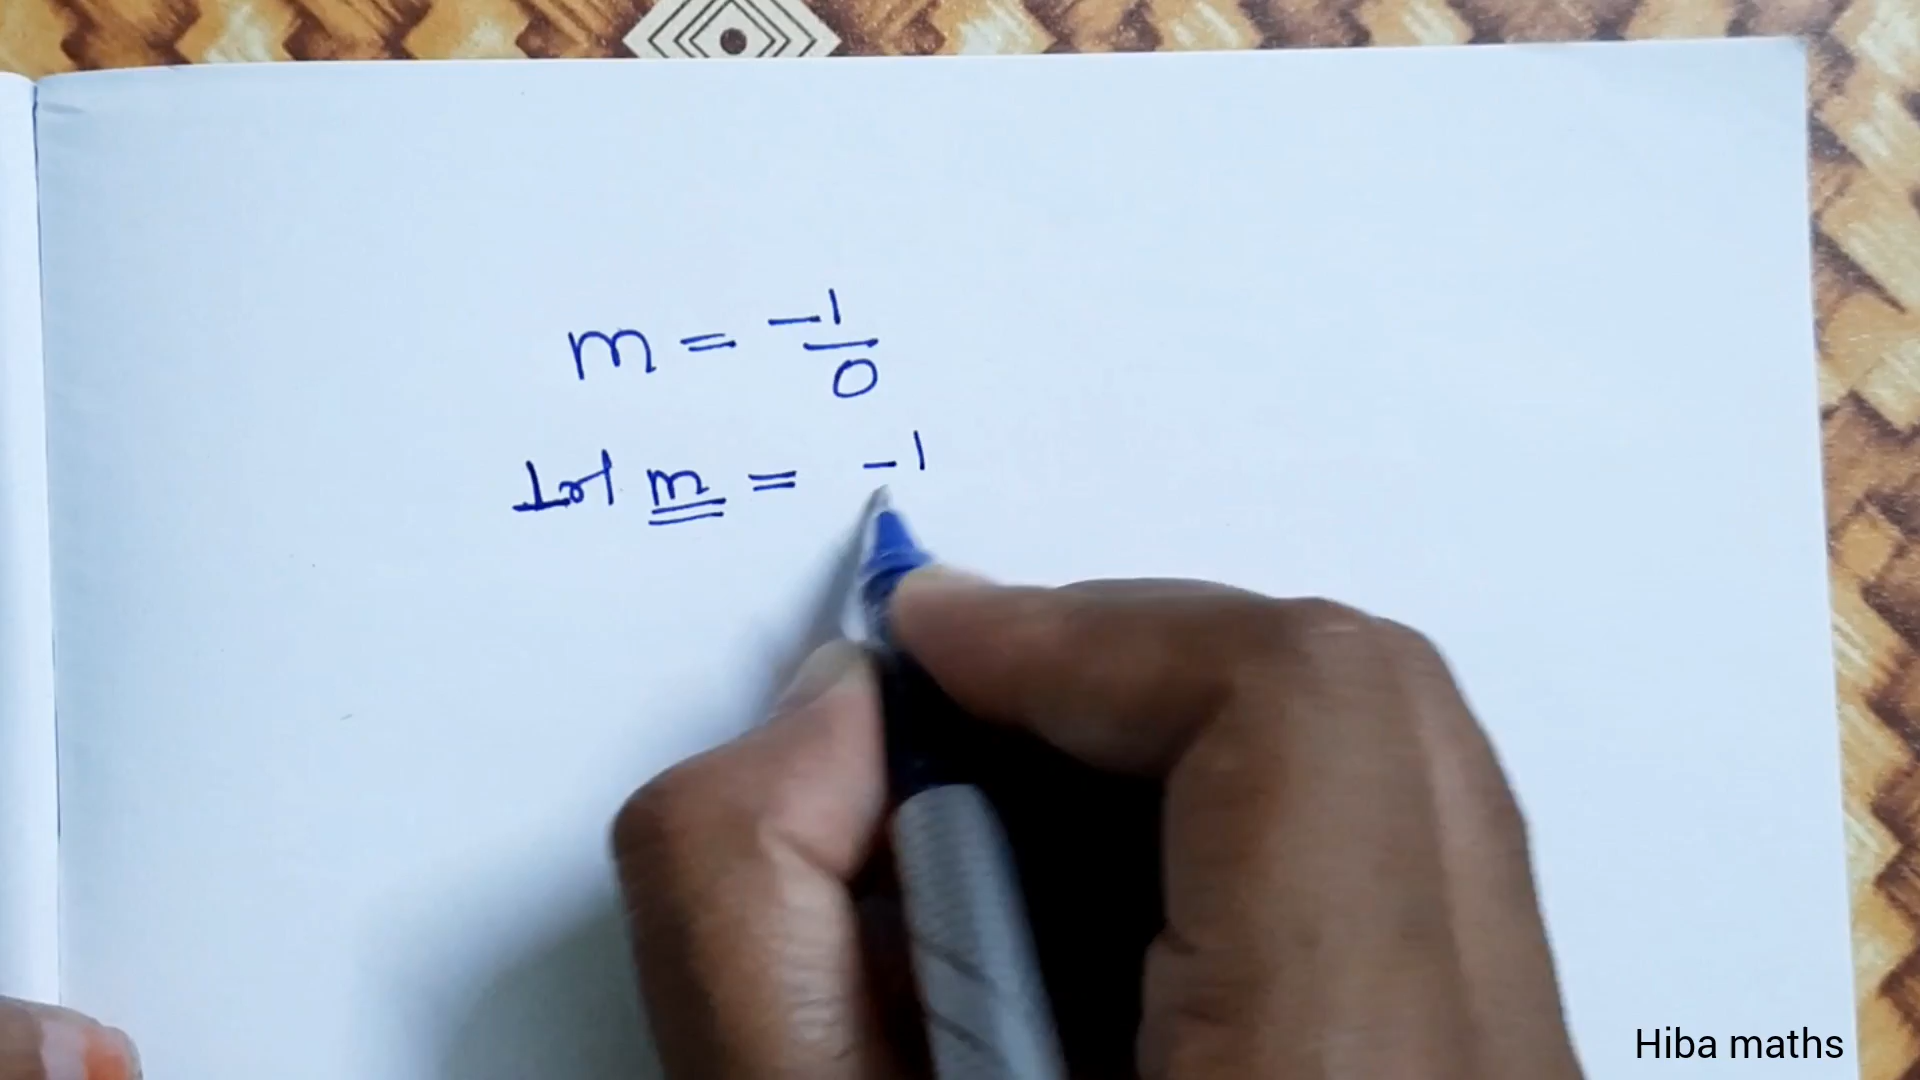 m = -1/0
m = -1
Hiba maths